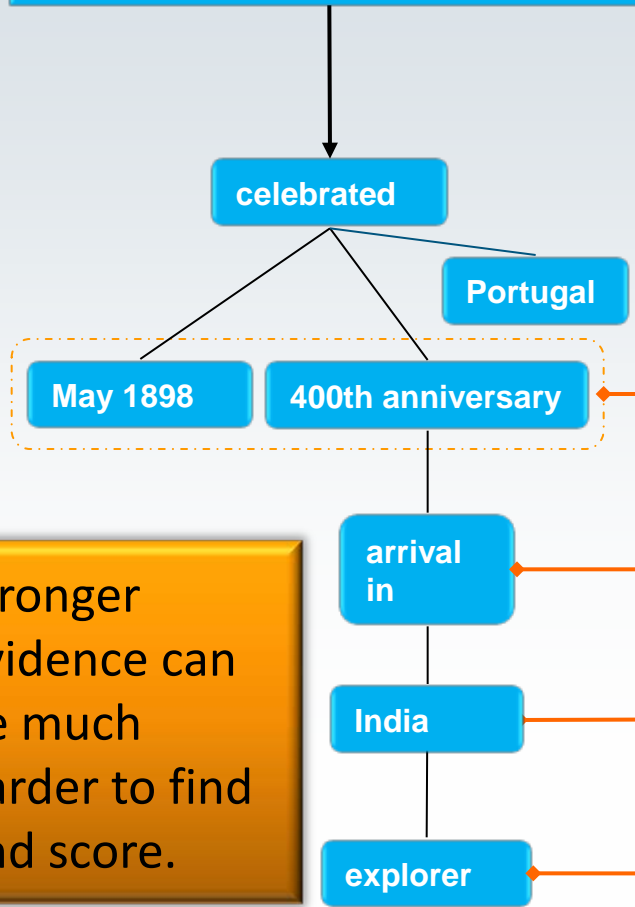 celebrated
Portugal
May 1898
400th anniversary
arrival
in
India
explorer
ronger
vidence can
e much
arder to find
nd score.